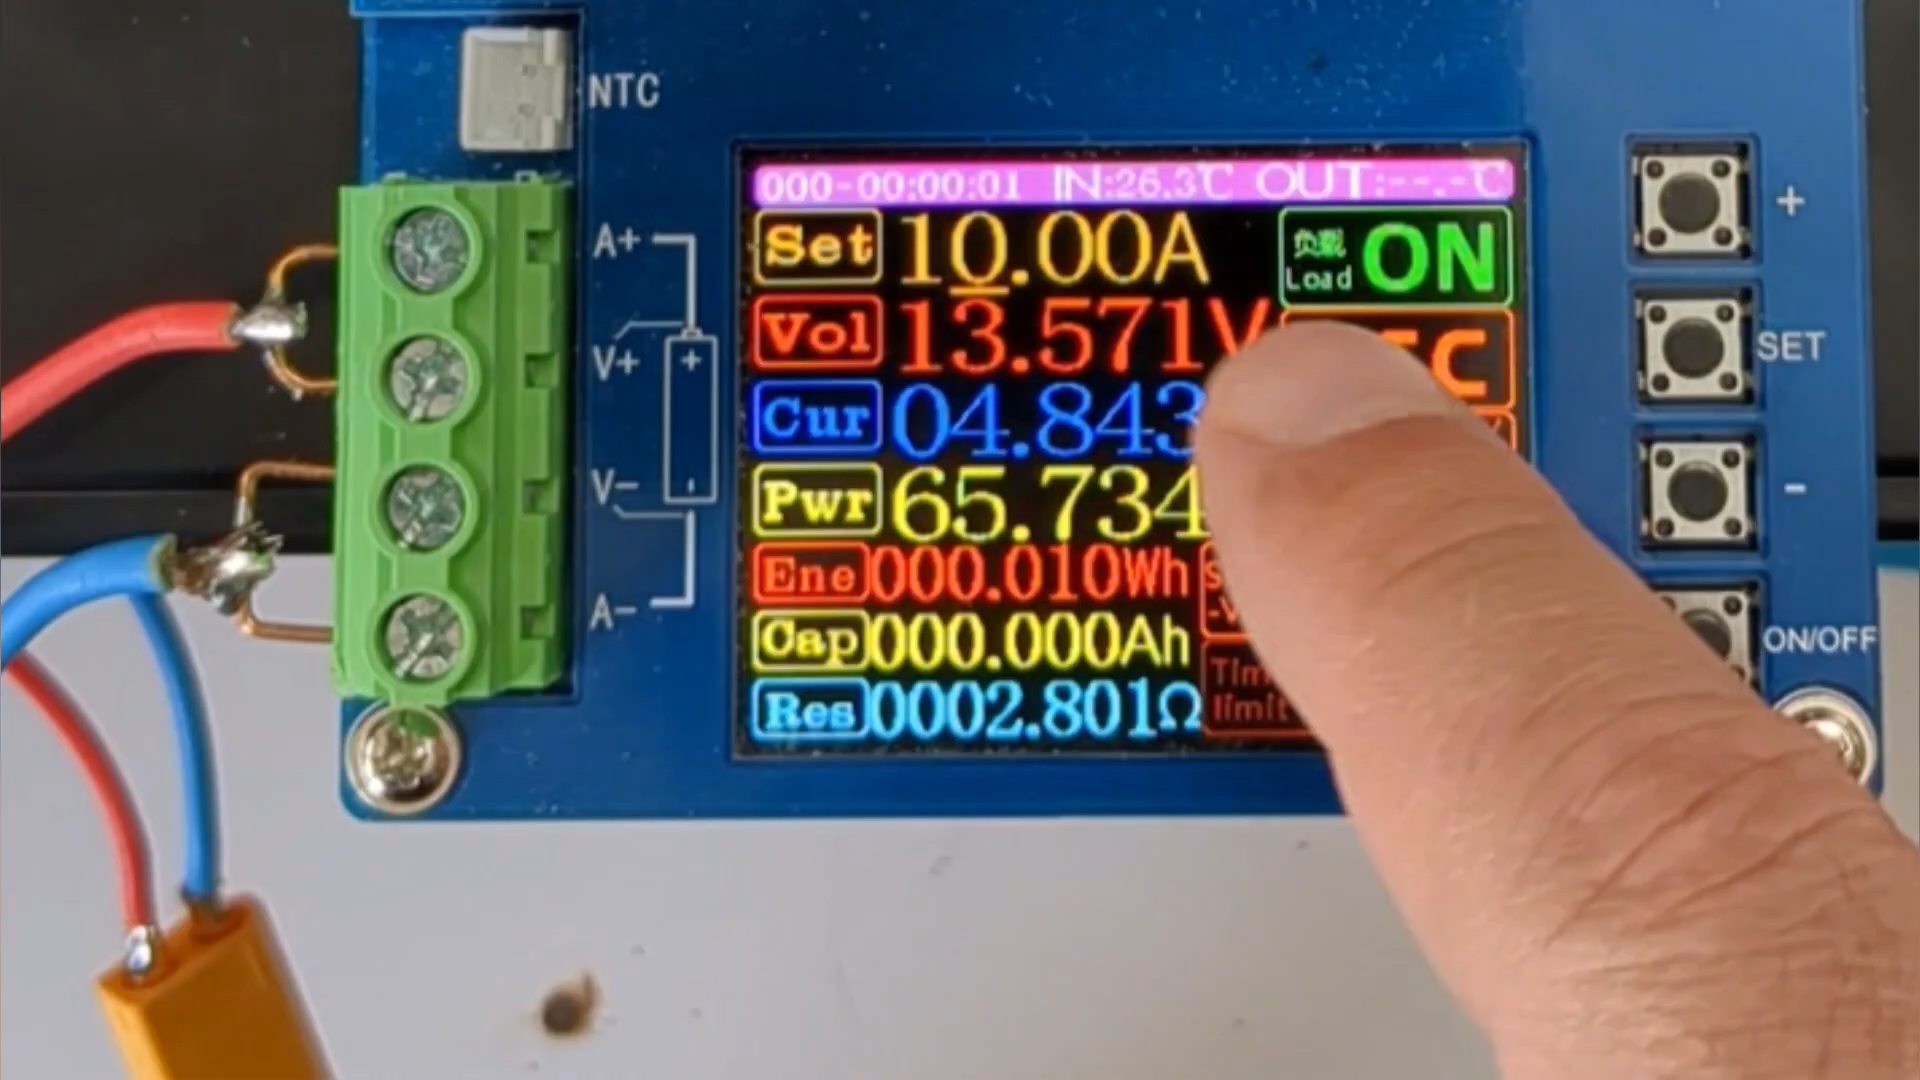 NTC
000-00:00:01 IN:26.3℃ OUT:--.-℃
Set 10.00A
负载
Load ON
Vol 13.571V
Cur 04.843
Pwr 65.734
Ene 000.010Wh
Cap 000.000Ah
Res 0002.801Ω
limit
A+
V+
V-
A-
+
-
+
SET
-
ON/OFF